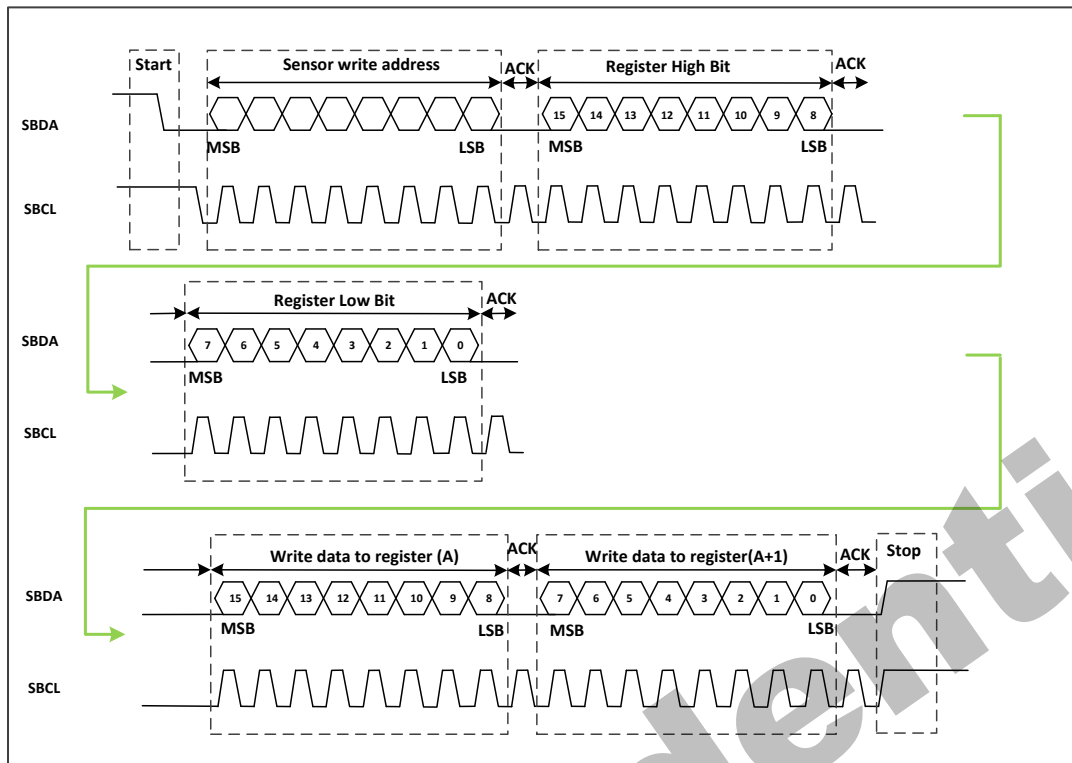 Start Sensor write address ACK Register High Bit ACK
SBDA 15 14 13 12 11 10 9 8
MSB LSB MSB LSB
SBCL
Register Low Bit ACK
SBDA 7 6 5 4 3 2 1 0
MSB LSB
SBCL
Write data to register (A) ACK Write data to register(A+1) ACK Stop
SBDA 15 14 13 12 11 10 9 8 7 6 5 4 3 2 1 0
MSB LSB MSB LSB
SBCL
denti